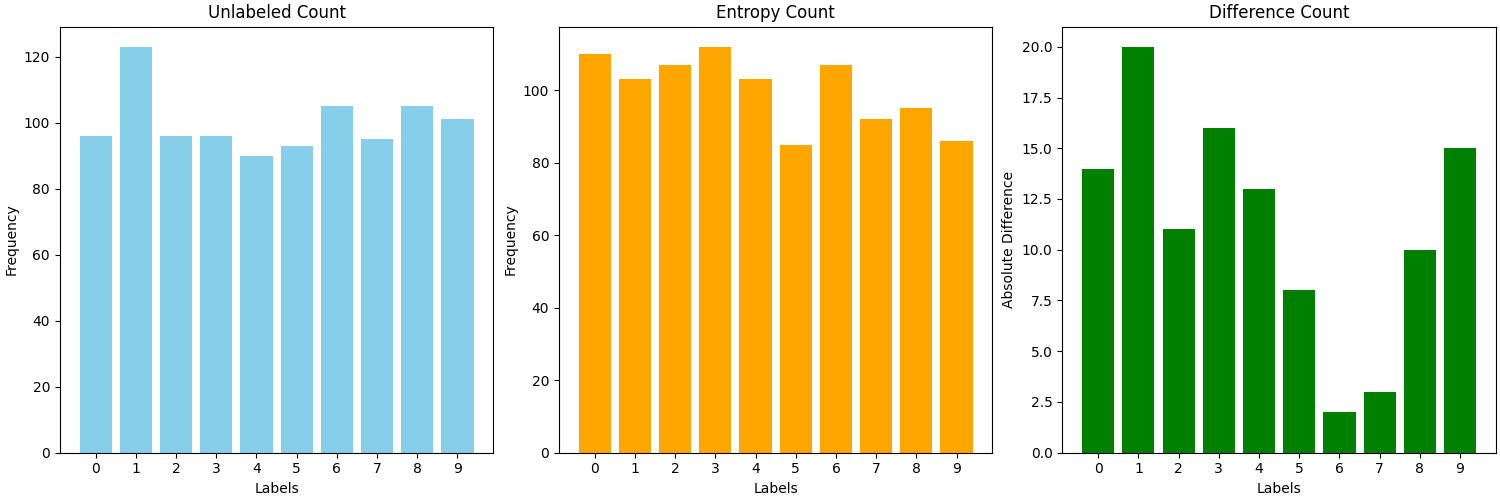 Unlabeled Count
Frequency
120
100
80
60
40
20
0
0 1 2 3 4 5 6 7 8 9
Labels
Entropy Count
Frequency
100
80
60
40
20
0
0 1 2 3 4 5 6 7 8 9
Labels
Difference Count
Absolute Difference
20.0
17.5
15.0
12.5
10.0
7.5
5.0
2.5
0.0
0 1 2 3 4 5 6 7 8 9
Labels